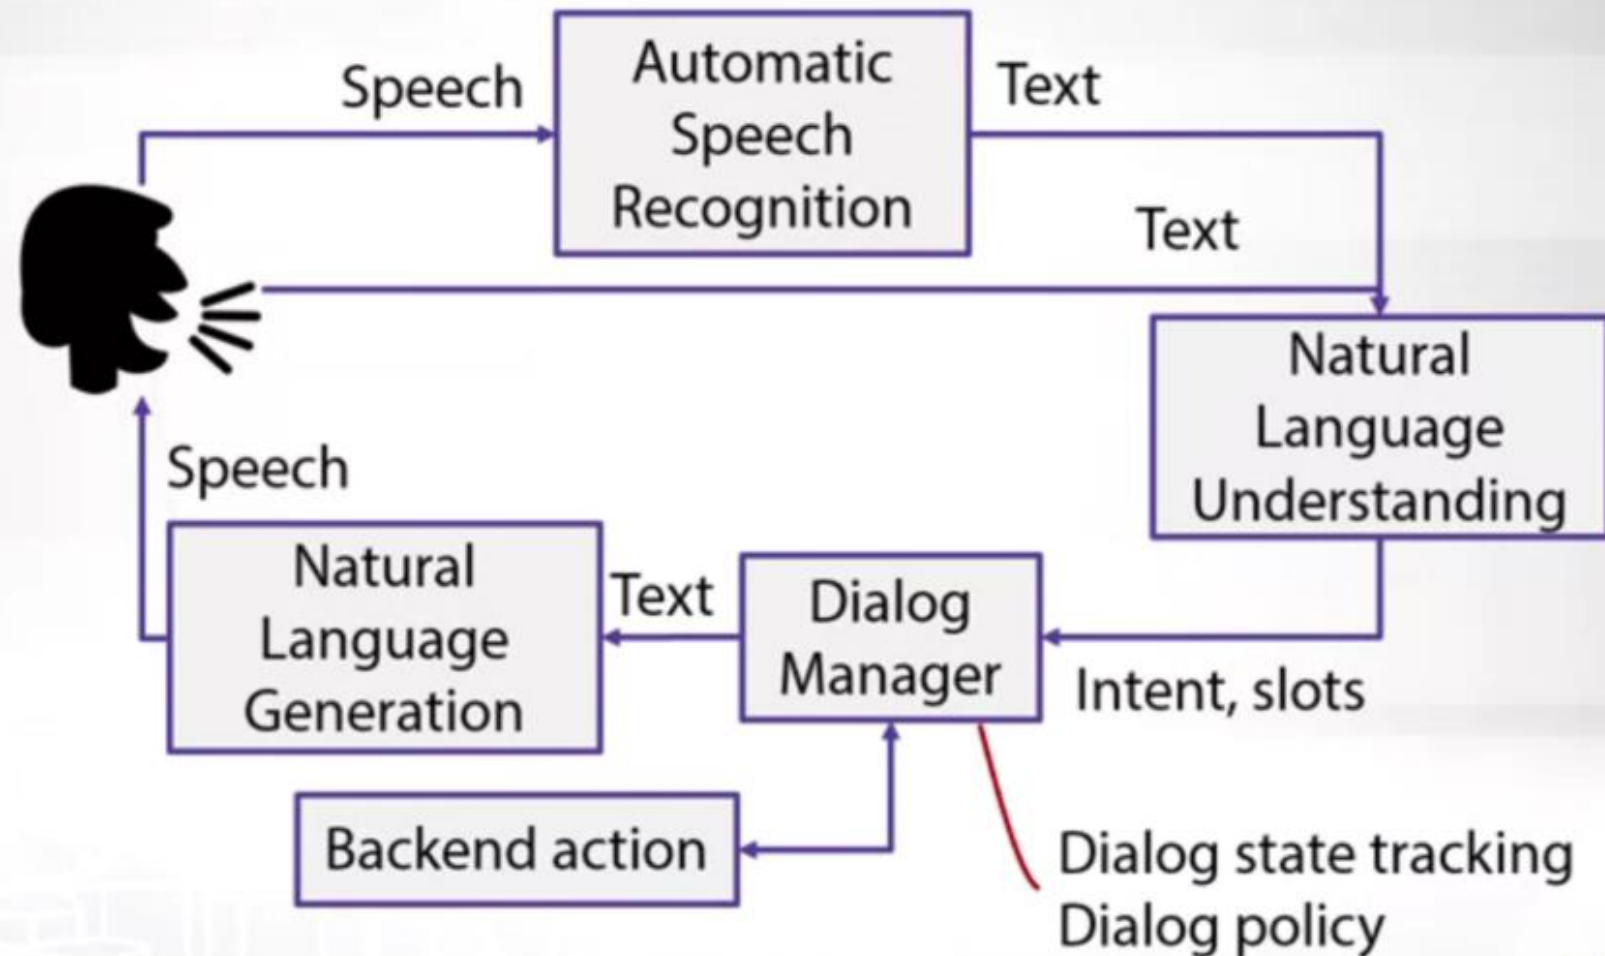 Speech
Automatic
Speech
Recognition
Text
Text
Natural
Language
Understanding
Speech
Natural
Language
Generation
Text
Dialog
Manager
Intent, slots
Backend action
Dialog state tracking
Dialog policy